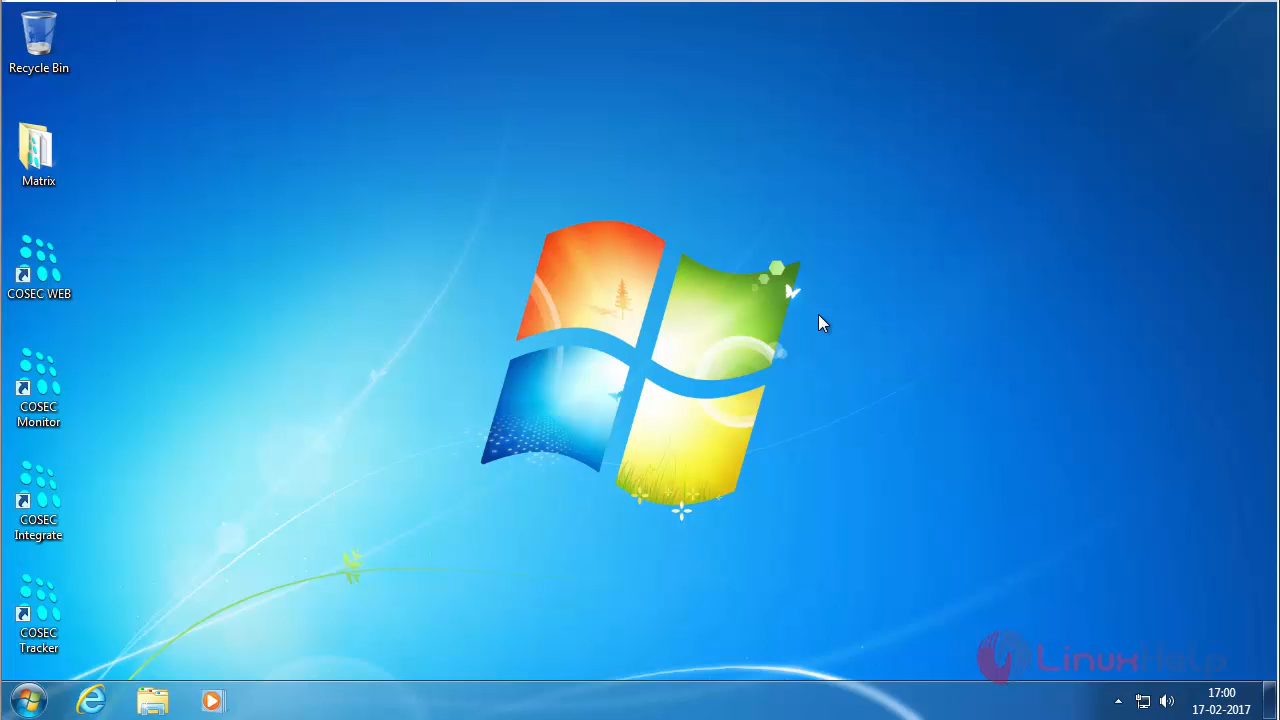 Recycle Bin
Matrix
COSEC WEB
COSEC
Monitor
COSEC
Integrate
COSEC
Tracker
LinuxHelp
17:00
17-02-2017